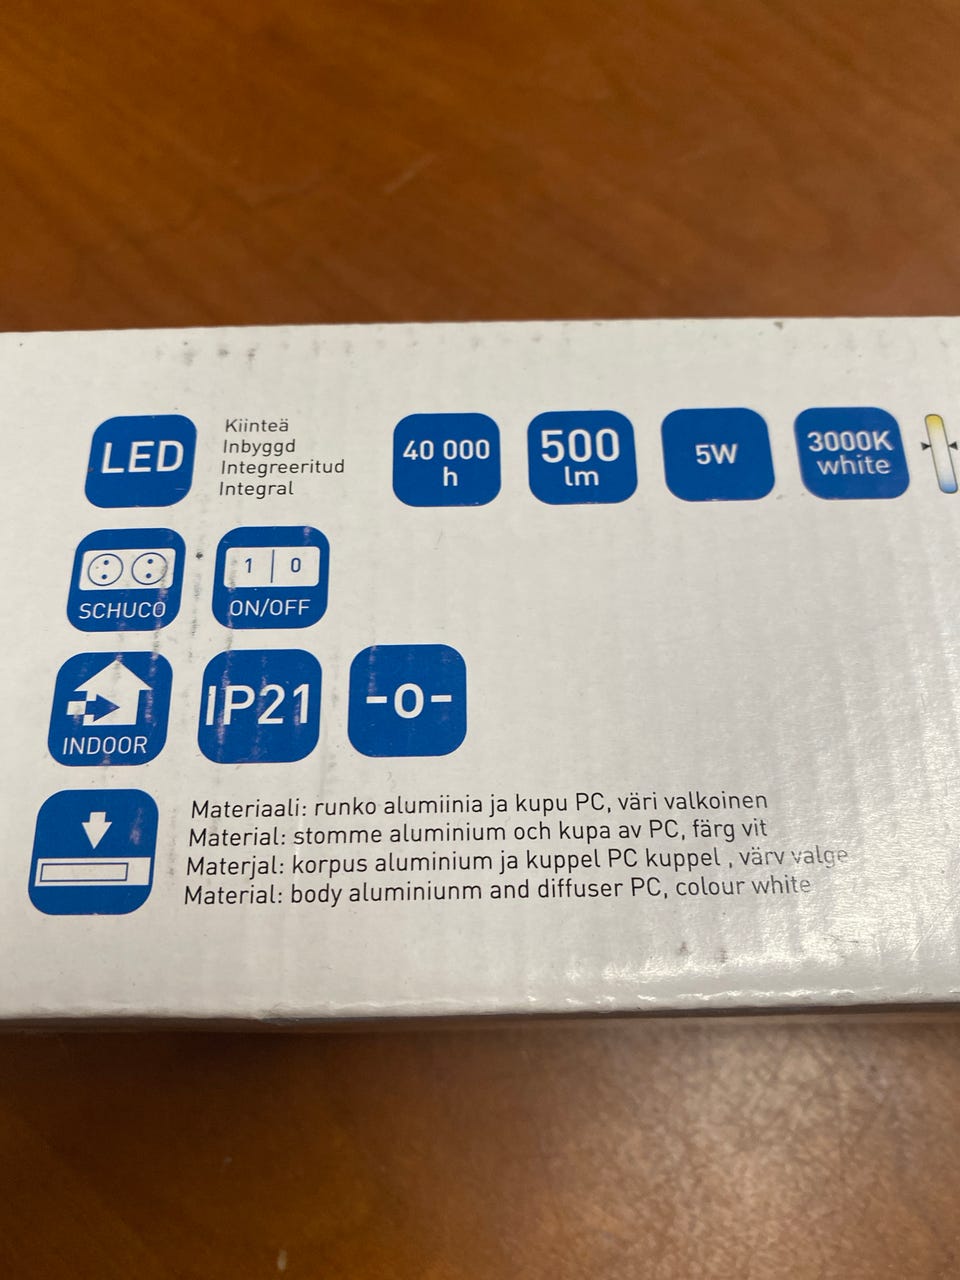 LED
Kiinteä
Inbyggd
Integreeritud
Integral
40 000
h
500
lm
5W
3000K
white
SCHUCO
1 | 0
ON/OFF
INDOOR
IP21
-o-
Materiaali: runko alumiinia ja kupu PC, väri valkoinen
Material: stomme aluminium och kupa av PC, färg vit
Materjal: korpus aluminium ja kuppel PC kuppel , värv valge
Material: body aluminiunm and diffuser PC, colour white